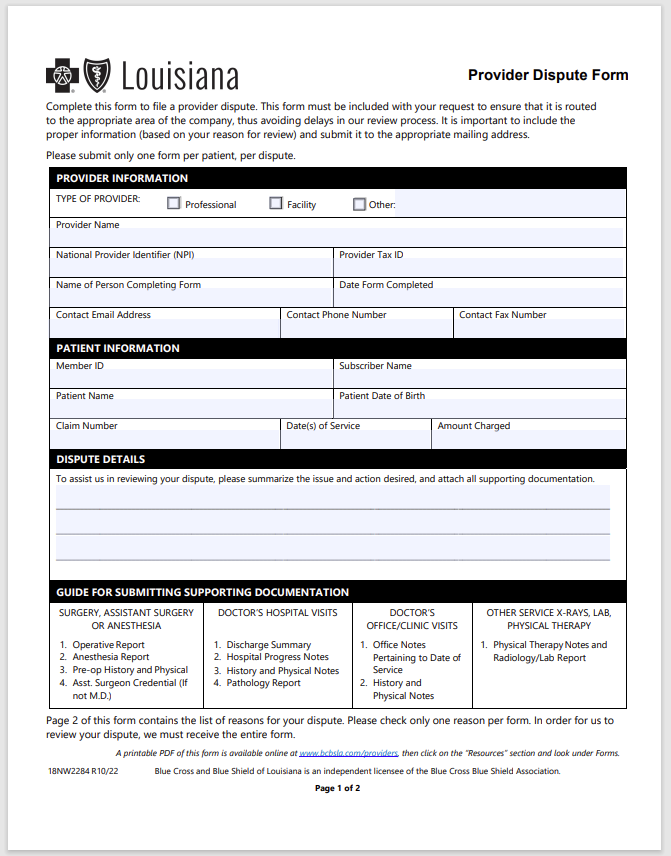 Louisiana
Provider Dispute Form
Complete this form to file a provider dispute. This form must be included with your request to ensure that it is routed
to the appropriate area of the company, thus avoiding delays in our review process. It is important to include the
proper information (based on your reason for review) and submit it to the appropriate mailing address.
Please submit only one form per patient, per dispute.
PROVIDER INFORMATION
TYPE OF PROVIDER: Professional Facility Other:
Provider Name
National Provider Identifier (NPI) Provider Tax ID
Name of Person Completing Form Date Form Completed
Contact Email Address Contact Phone Number Contact Fax Number
PATIENT INFORMATION
Member ID Subscriber Name
Patient Name Patient Date of Birth
Claim Number Date(s) of Service Amount Charged
DISPUTE DETAILS
To assist us in reviewing your dispute, please summarize the issue and action desired, and attach all supporting documentation.
GUIDE FOR SUBMITTING SUPPORTING DOCUMENTATION
SURGERY, ASSISTANT SURGERY
OR ANESTHESIA
1. Operative Report
2. Anesthesia Report
3. Pre-op History and Physical
4. Asst. Surgeon Credential (If
not M.D.)
DOCTOR'S HOSPITAL VISITS
1. Discharge Summary
2. Hospital Progress Notes
3. History and Physical Notes
4. Pathology Report
DOCTOR'S
OFFICE/CLINIC VISITS
1. Office Notes
Pertaining to Date of
Service
2. History and
Physical Notes
OTHER SERVICE X-RAYS, LAB,
PHYSICAL THERAPY
1. Physical Therapy Notes and
Radiology/Lab Report
Page 2 of this form contains the list of reasons for your dispute. Please check only one reason per form. In order for us to
review your dispute, we must receive the entire form.
A printable PDF of this form is available online at www.bcbsla.com/providers, then click on the "Resources" section and look under Forms.
18NW2284 R10/22 Blue Cross and Blue Shield of Louisiana is an independent licensee of the Blue Cross Blue Shield Association.
Page 1 of 2